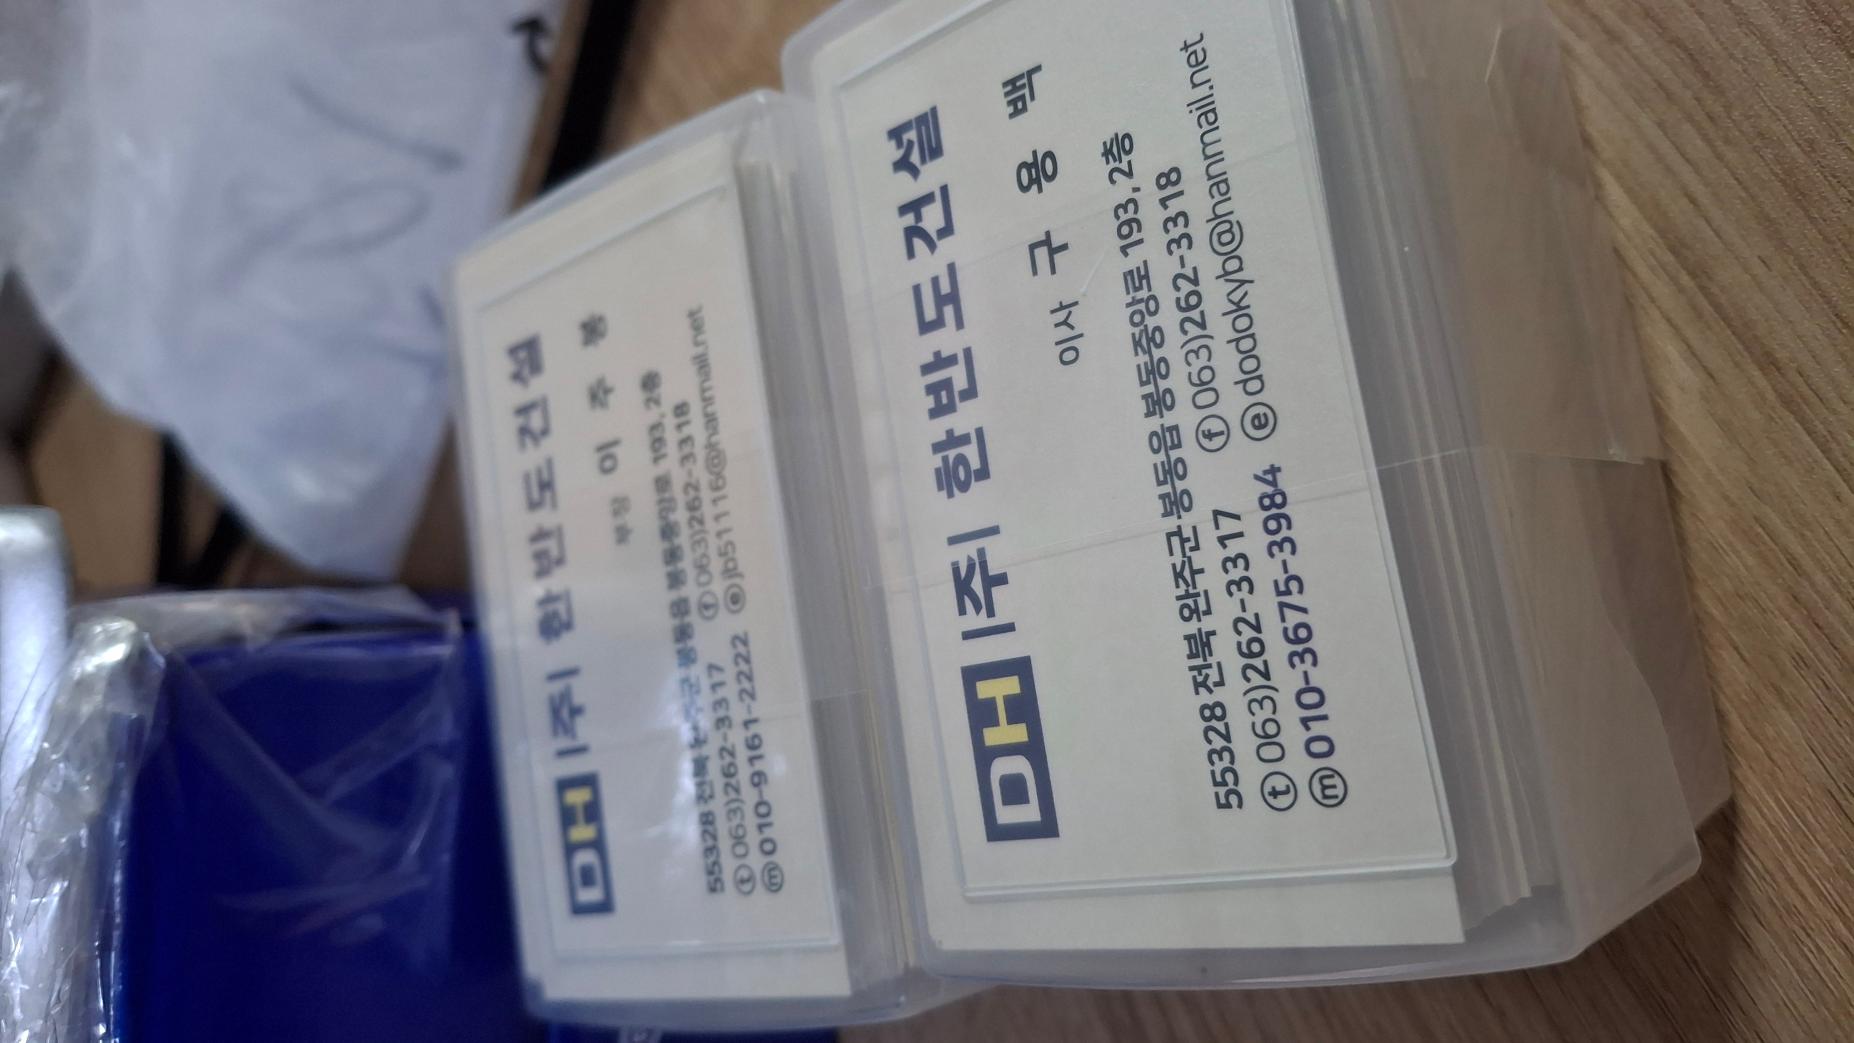 DH |주| 한반도건설
부장 이 주 봉
55328 전북 완주군 봉동읍 봉동중앙로 193, 2층
ⓣ 063)262-3317 ⓕ 063)262-3318
ⓜ 010-9161-2222 ⓔ jb51116@hanmail.net
DH |주| 한반도건설
이사 구 용 백
55328 전북 완주군 봉동읍 봉동중앙로 193, 2층
ⓣ 063)262-3317 ⓕ 063)262-3318
ⓜ 010-3675-3984 ⓔ dodokyb@hanmail.net